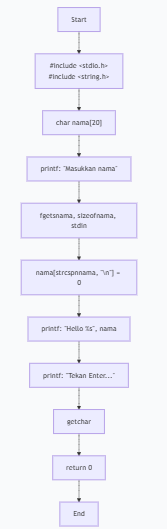 Start
#include <stdio.h>
#include <string.h>
char nama[20]
printf: "Masukkan nama"
fgetsnama, sizeofnama,
stdin
nama[strcspnnama, "\n"] =
0
printf: "Hello %s", nama
printf: "Tekan Enter..."
getchar
return 0
End